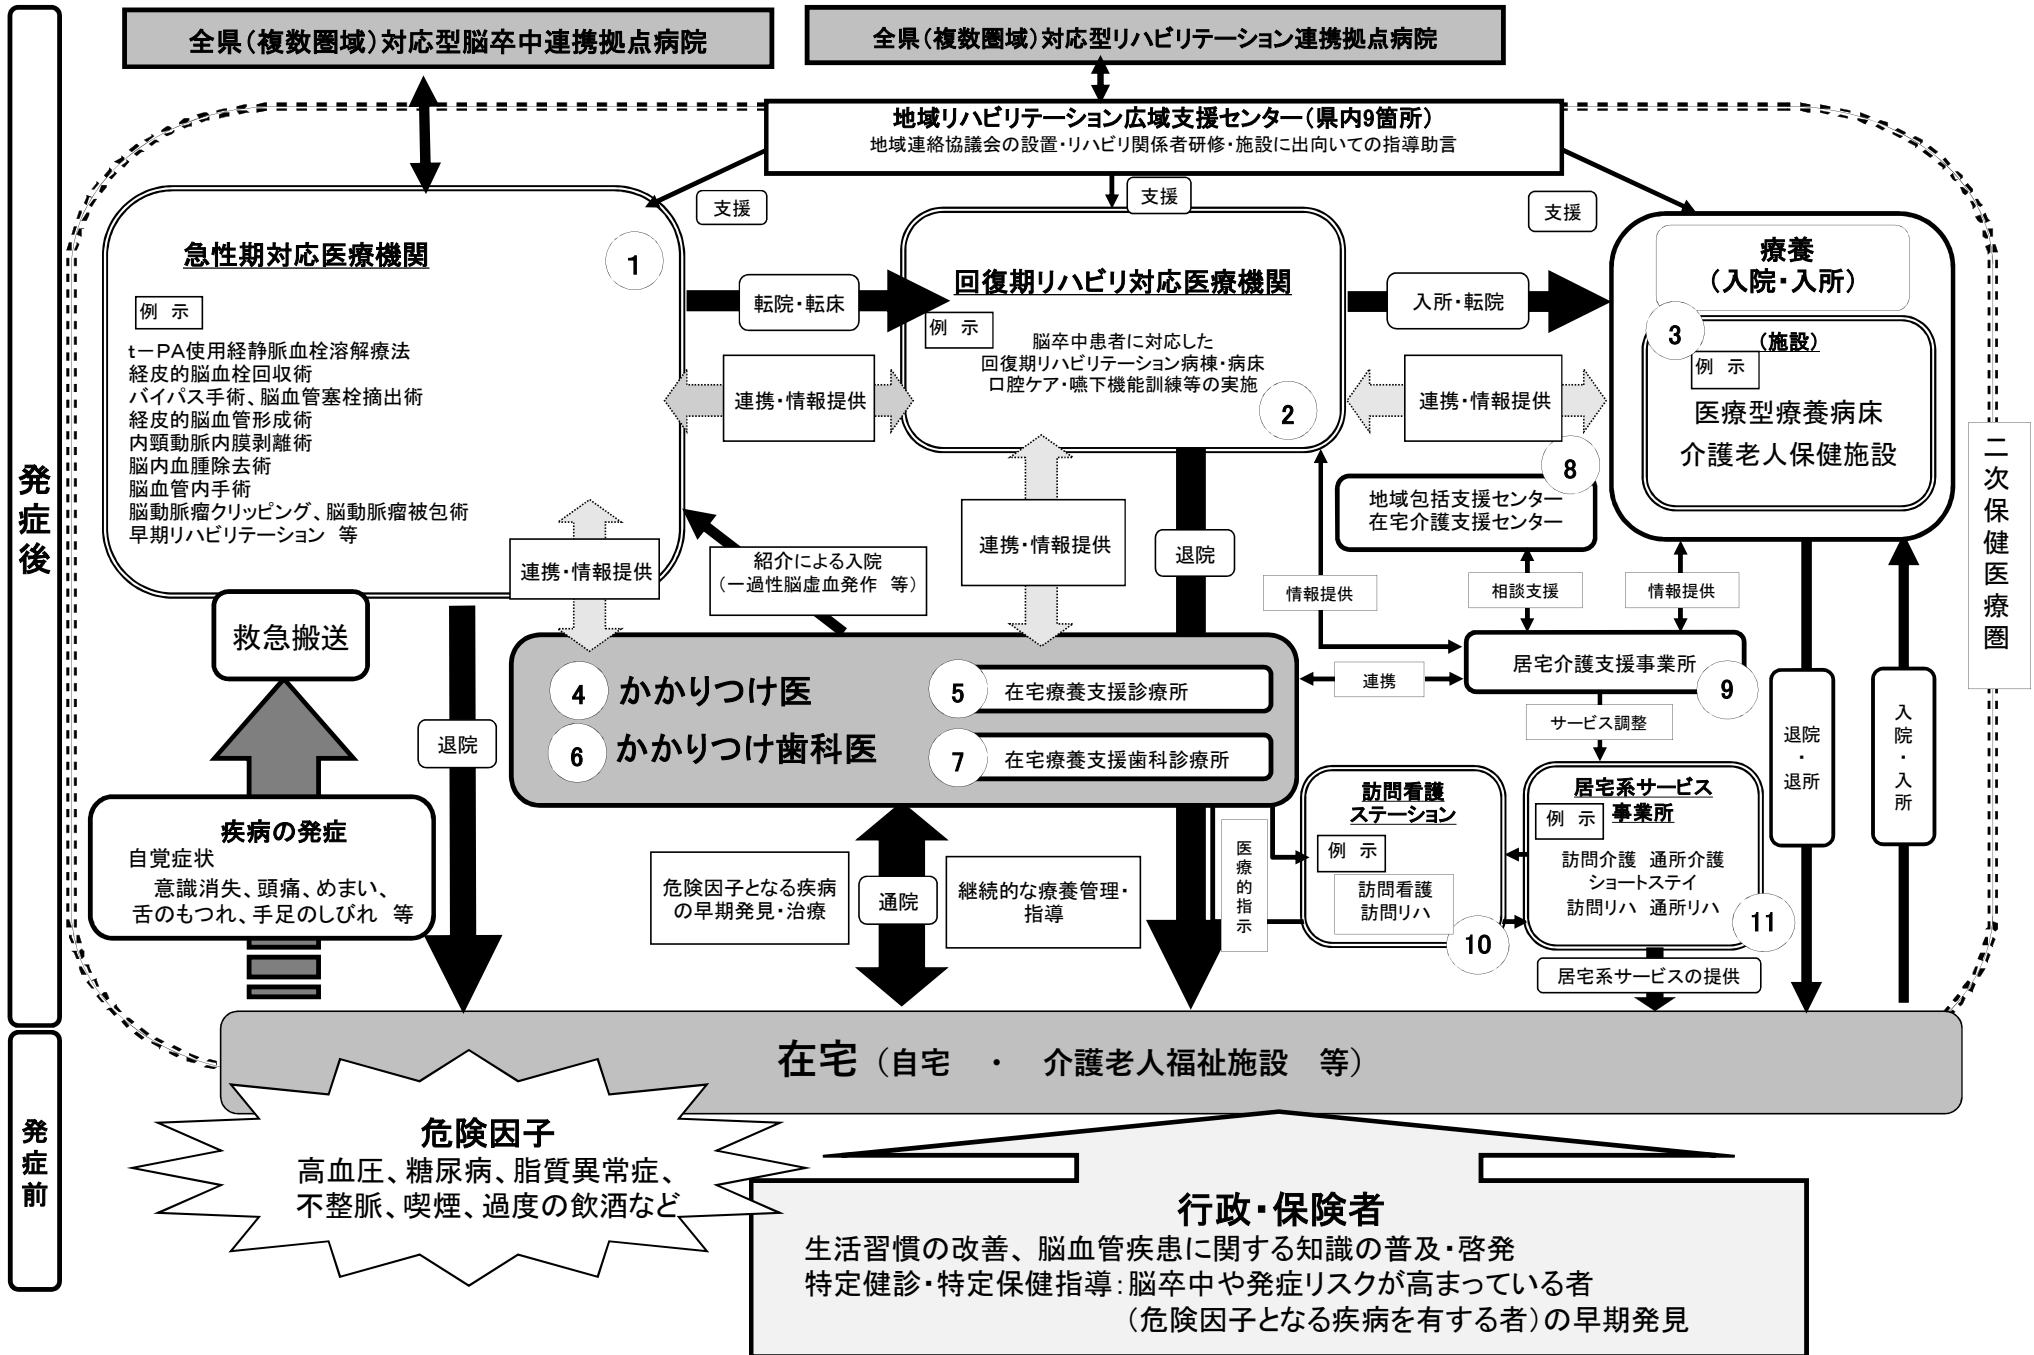 全県（複数圏域）対応型脳卒中連携拠点病院
全県（複数圏域）対応型リハビリテーション連携拠点病院
地域リハビリテーション広域支援センター（県内9箇所）
地域連絡協議会の設置・リハビリ関係者研修・施設に出向いての指導助言
支援
支援
支援
発症後
急性期対応医療機関
1
例　示
t－PA使用経静脈血栓溶解療法
経皮的脳血栓回収術
バイパス手術、脳血管塞栓摘出術
経皮的脳血管形成術
内頸動脈内膜剥離術
脳内血腫除去術
脳血管内手術
脳動脈瘤クリッピング、脳動脈瘤被包術
早期リハビリテーション　等
転院・転床
連携・情報提供
回復期リハビリ対応医療機関
例　示
脳卒中患者に対応した
回復期リハビリテーション病棟・病床
口腔ケア・嚥下機能訓練等の実施
2
入所・転院
連携・情報提供
療養
（入院・入所）
3
（施設）
例　示
医療型療養病床
介護老人保健施設
二次保健医療圏
8
地域包括支援センター
在宅介護支援センター
連携・情報提供
紹介による入院
（一過性脳虚血発作　等）
連携・情報提供
退院
情報提供
相談支援
情報提供
救急搬送
退院
4
かかりつけ医
5
在宅療養支援診療所
6
かかりつけ歯科医
7
在宅療養支援歯科診療所
連携
居宅介護支援事業所
9
サービス調整
退院・退所
入院・入所
疾病の発症
自覚症状
意識消失、頭痛、めまい、
舌のもつれ、手足のしびれ　等
危険因子となる疾病
の早期発見・治療
通院
継続的な療養管理・
指導
医療的指示
訪問看護
ステーション
例　示
訪問看護
訪問リハ
10
居宅系サービス
事業所
例　示
訪問介護　通所介護
ショートステイ
訪問リハ　通所リハ
11
居宅系サービスの提供
在宅（自宅　・　介護老人福祉施設　等）
発症前
危険因子
高血圧、糖尿病、脂質異常症、
不整脈、喫煙、過度の飲酒など
行政・保険者
生活習慣の改善、脳血管疾患に関する知識の普及・啓発
特定健診・特定保健指導：脳卒中や発症リスクが高まっている者
（危険因子となる疾病を有する者）の早期発見